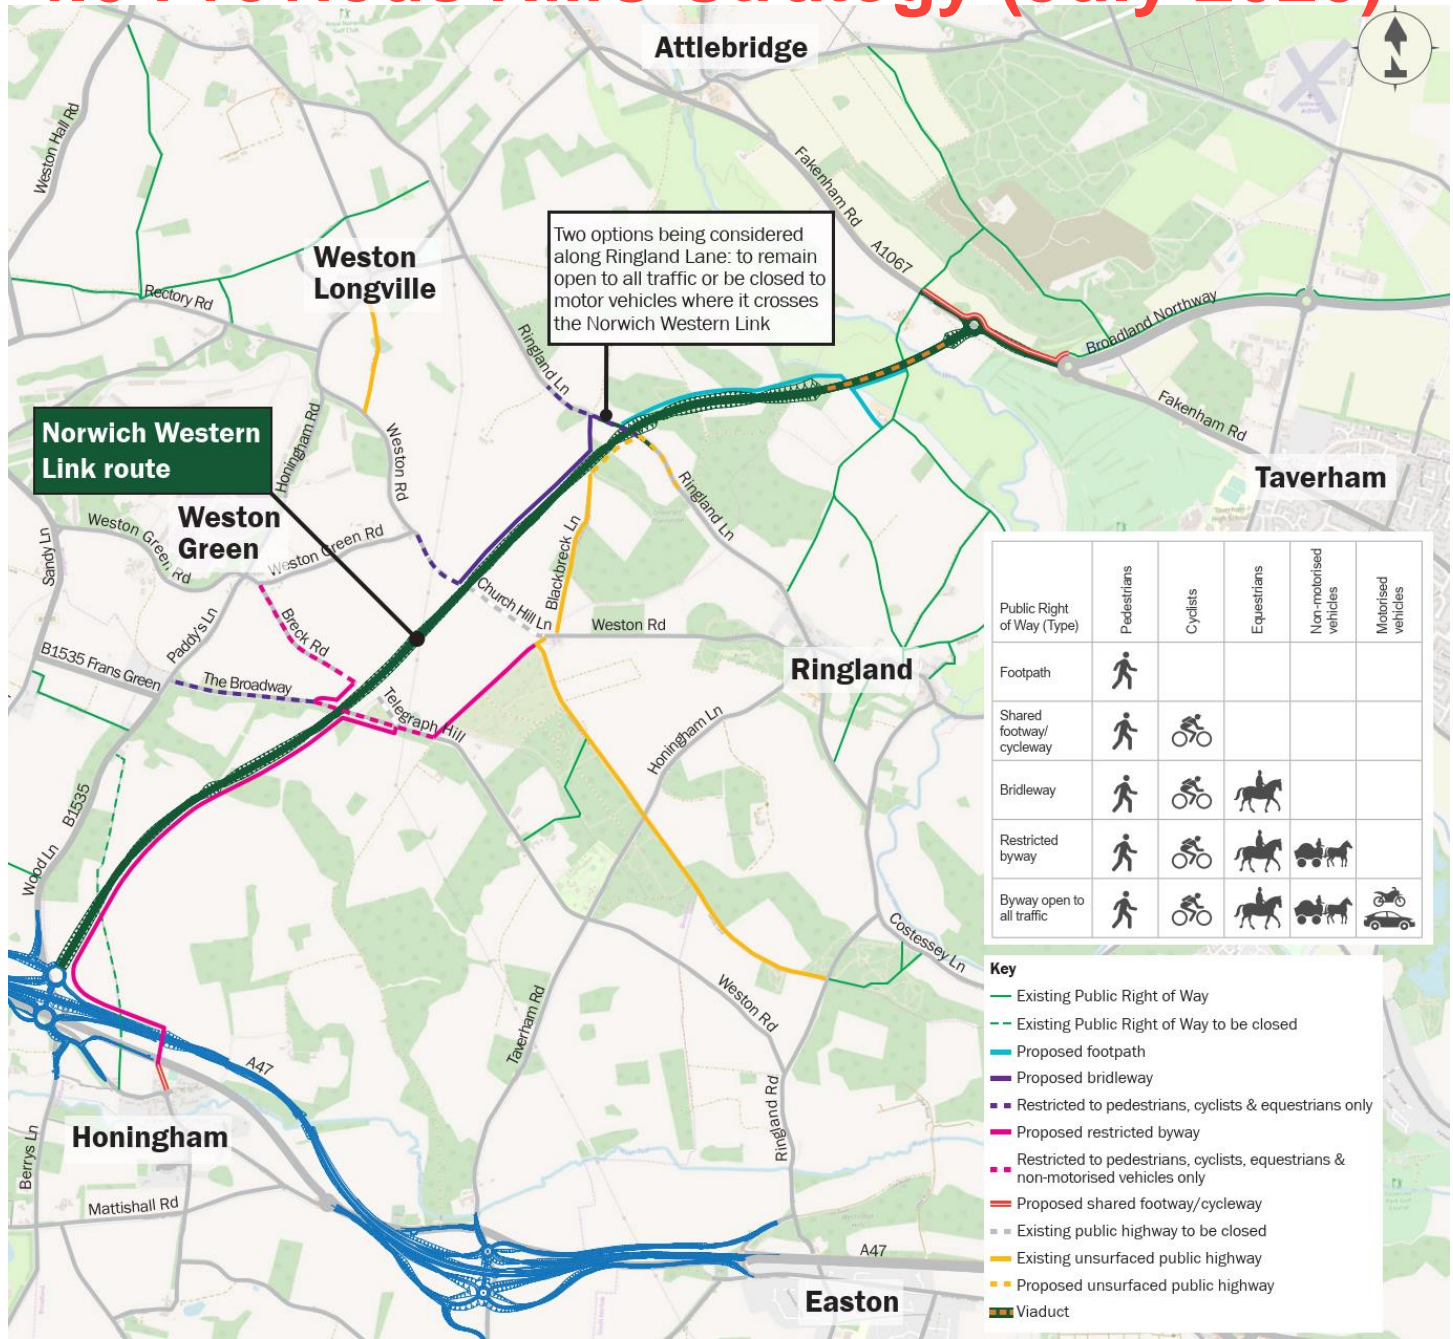 Attlebridge
Weston Hall Rd
Fakenham Rd
A1067
Weston
Longville
Two options being considered
along Ringland Lane: to remain
open to all traffic or be closed to
motor vehicles where it crosses
the Norwich Western Link
Rectory Rd
Broadland Northway
Ringland Ln
Fakenham Rd
Taverham
Norwich Western
Link route
Honingham Rd
Weston Rd
Weston
Green
Ringland Ln
Weston Green Rd
Weston Green Rd
Sandy Ln
Blackbreck Ln
Church Hill Ln
Weston Rd
Breck Rd
Paddy's Ln
B1535 Frans Green
The Broadway
Ringland
Telegraph Hill
Honingham Ln
B1535
Wood Ln
Costessey Ln
Weston Rd
Taverham Rd
A47
Ringland Rd
Honingham
Berrys Ln
Mattishall Rd
A47
Easton
Public Right
of Way (Type)
Pedestrians
Cyclists
Equestrians
Non-motorised
vehicles
Motorised
vehicles
Footpath
Shared
footway/
cycleway
Bridleway
Restricted
byway
Byway open to
all traffic
Key
Existing Public Right of Way
Existing Public Right of Way to be closed
Proposed footpath
Proposed bridleway
Restricted to pedestrians, cyclists & equestrians only
Proposed restricted byway
Restricted to pedestrians, cyclists, equestrians &
non-motorised vehicles only
Proposed shared footway/cycleway
Existing public highway to be closed
Existing unsurfaced public highway
Proposed unsurfaced public highway
Viaduct